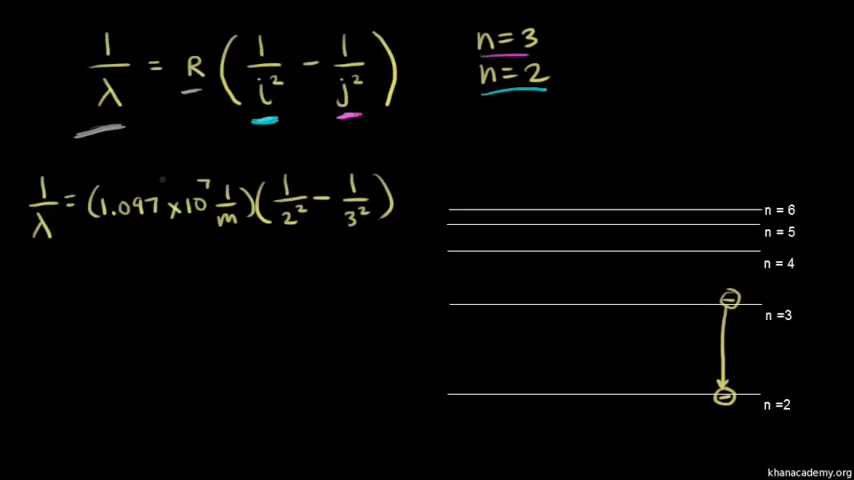 1/λ = R (1/i² − 1/j²)
n=3
n=2
1/λ = (1.097 ×10⁷ 1/m)(1/2² − 1/3²)
n = 6
n = 5
n = 4
n =3
n =2
khanacademy.org